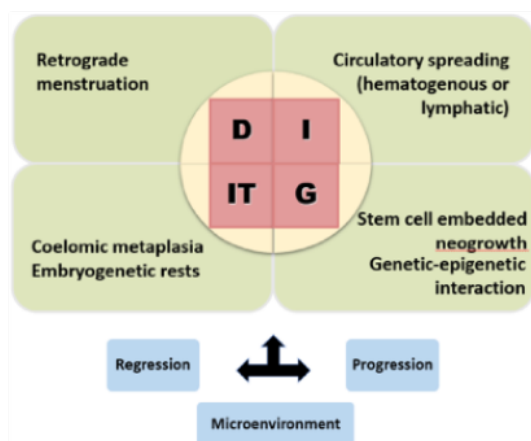 Retrograde
menstruation
Circulatory spreading
(hematogenous or
lymphatic)
D
I
IT
G
Coelomic metaplasia
Embryogenetic rests
Stem cell embedded
neogrowth
Genetic-epigenetic
interaction
Regression
Progression
Microenvironment